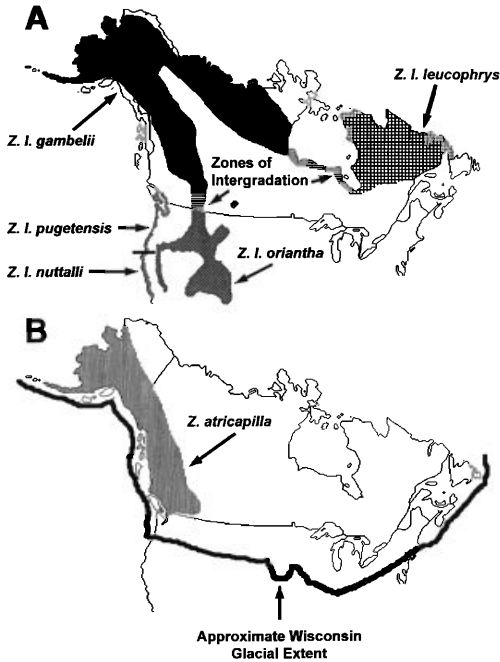 A
Z. l. leucophrys
Z. l. gambelii
Zones of
Intergradation
Z. l. pugetensis
Z. l. nuttalli
Z. l. oriantha
B
Z. atricapilla
Approximate Wisconsin
Glacial Extent